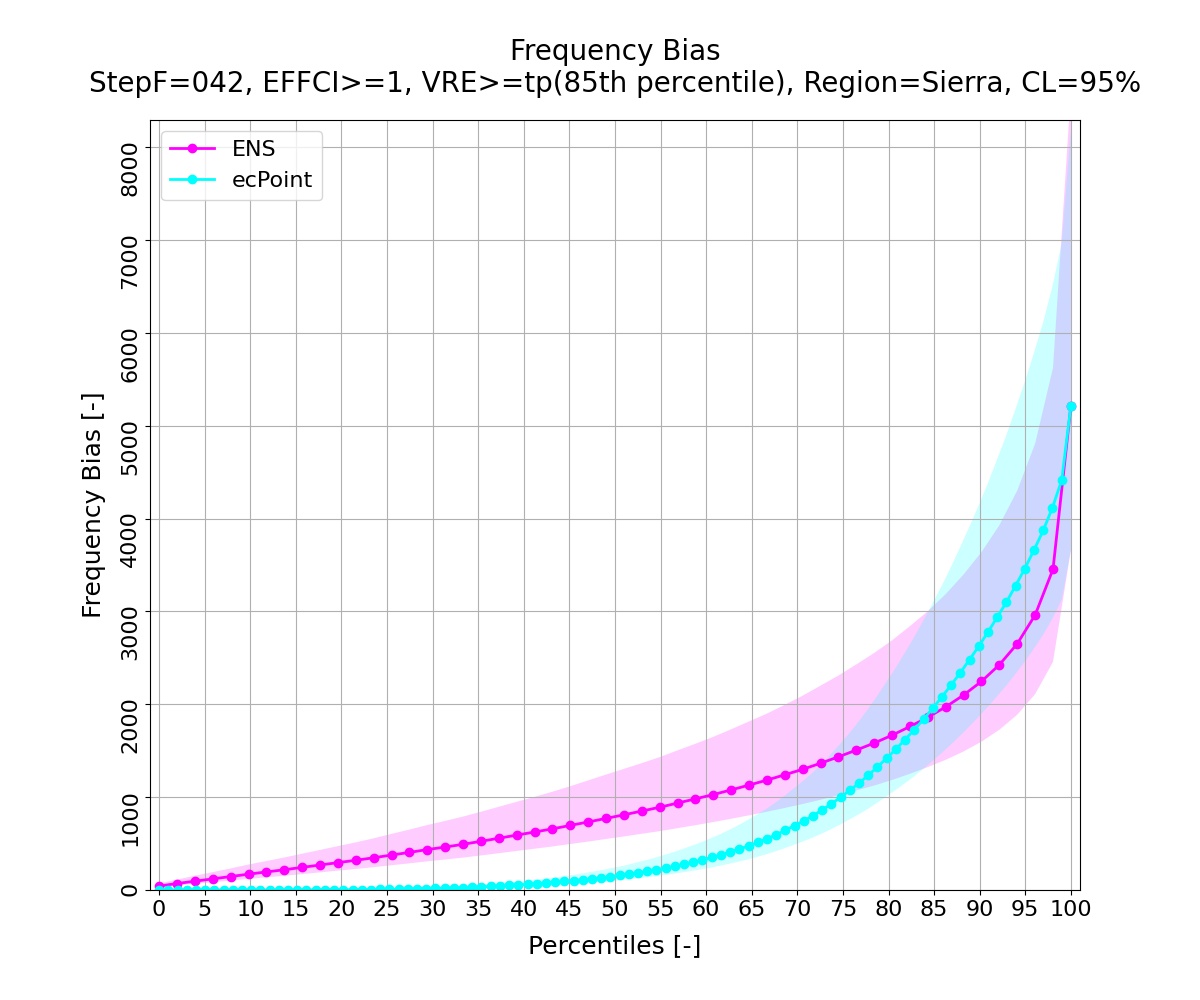 Frequency Bias
StepF=042, EFFCI>=1, VRE>=tp(85th percentile), Region=Sierra, CL=95%
ENS
ecPoint
Frequency Bias [-]
8000
7000
6000
5000
4000
3000
2000
1000
0
0 5 10 15 20 25 30 35 40 45 50 55 60 65 70 75 80 85 90 95 100
Percentiles [-]